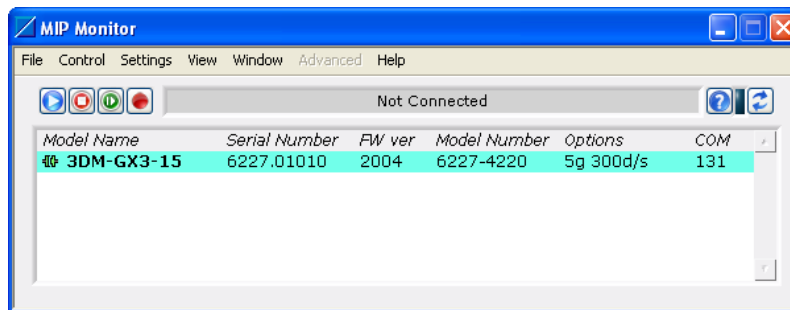 MIP Monitor
File Control Settings View Window Advanced Help
Not Connected
Model Name Serial Number FW ver Model Number Options COM
3DM-GX3-15 6227.01010 2004 6227-4220 5g 300d/s 131